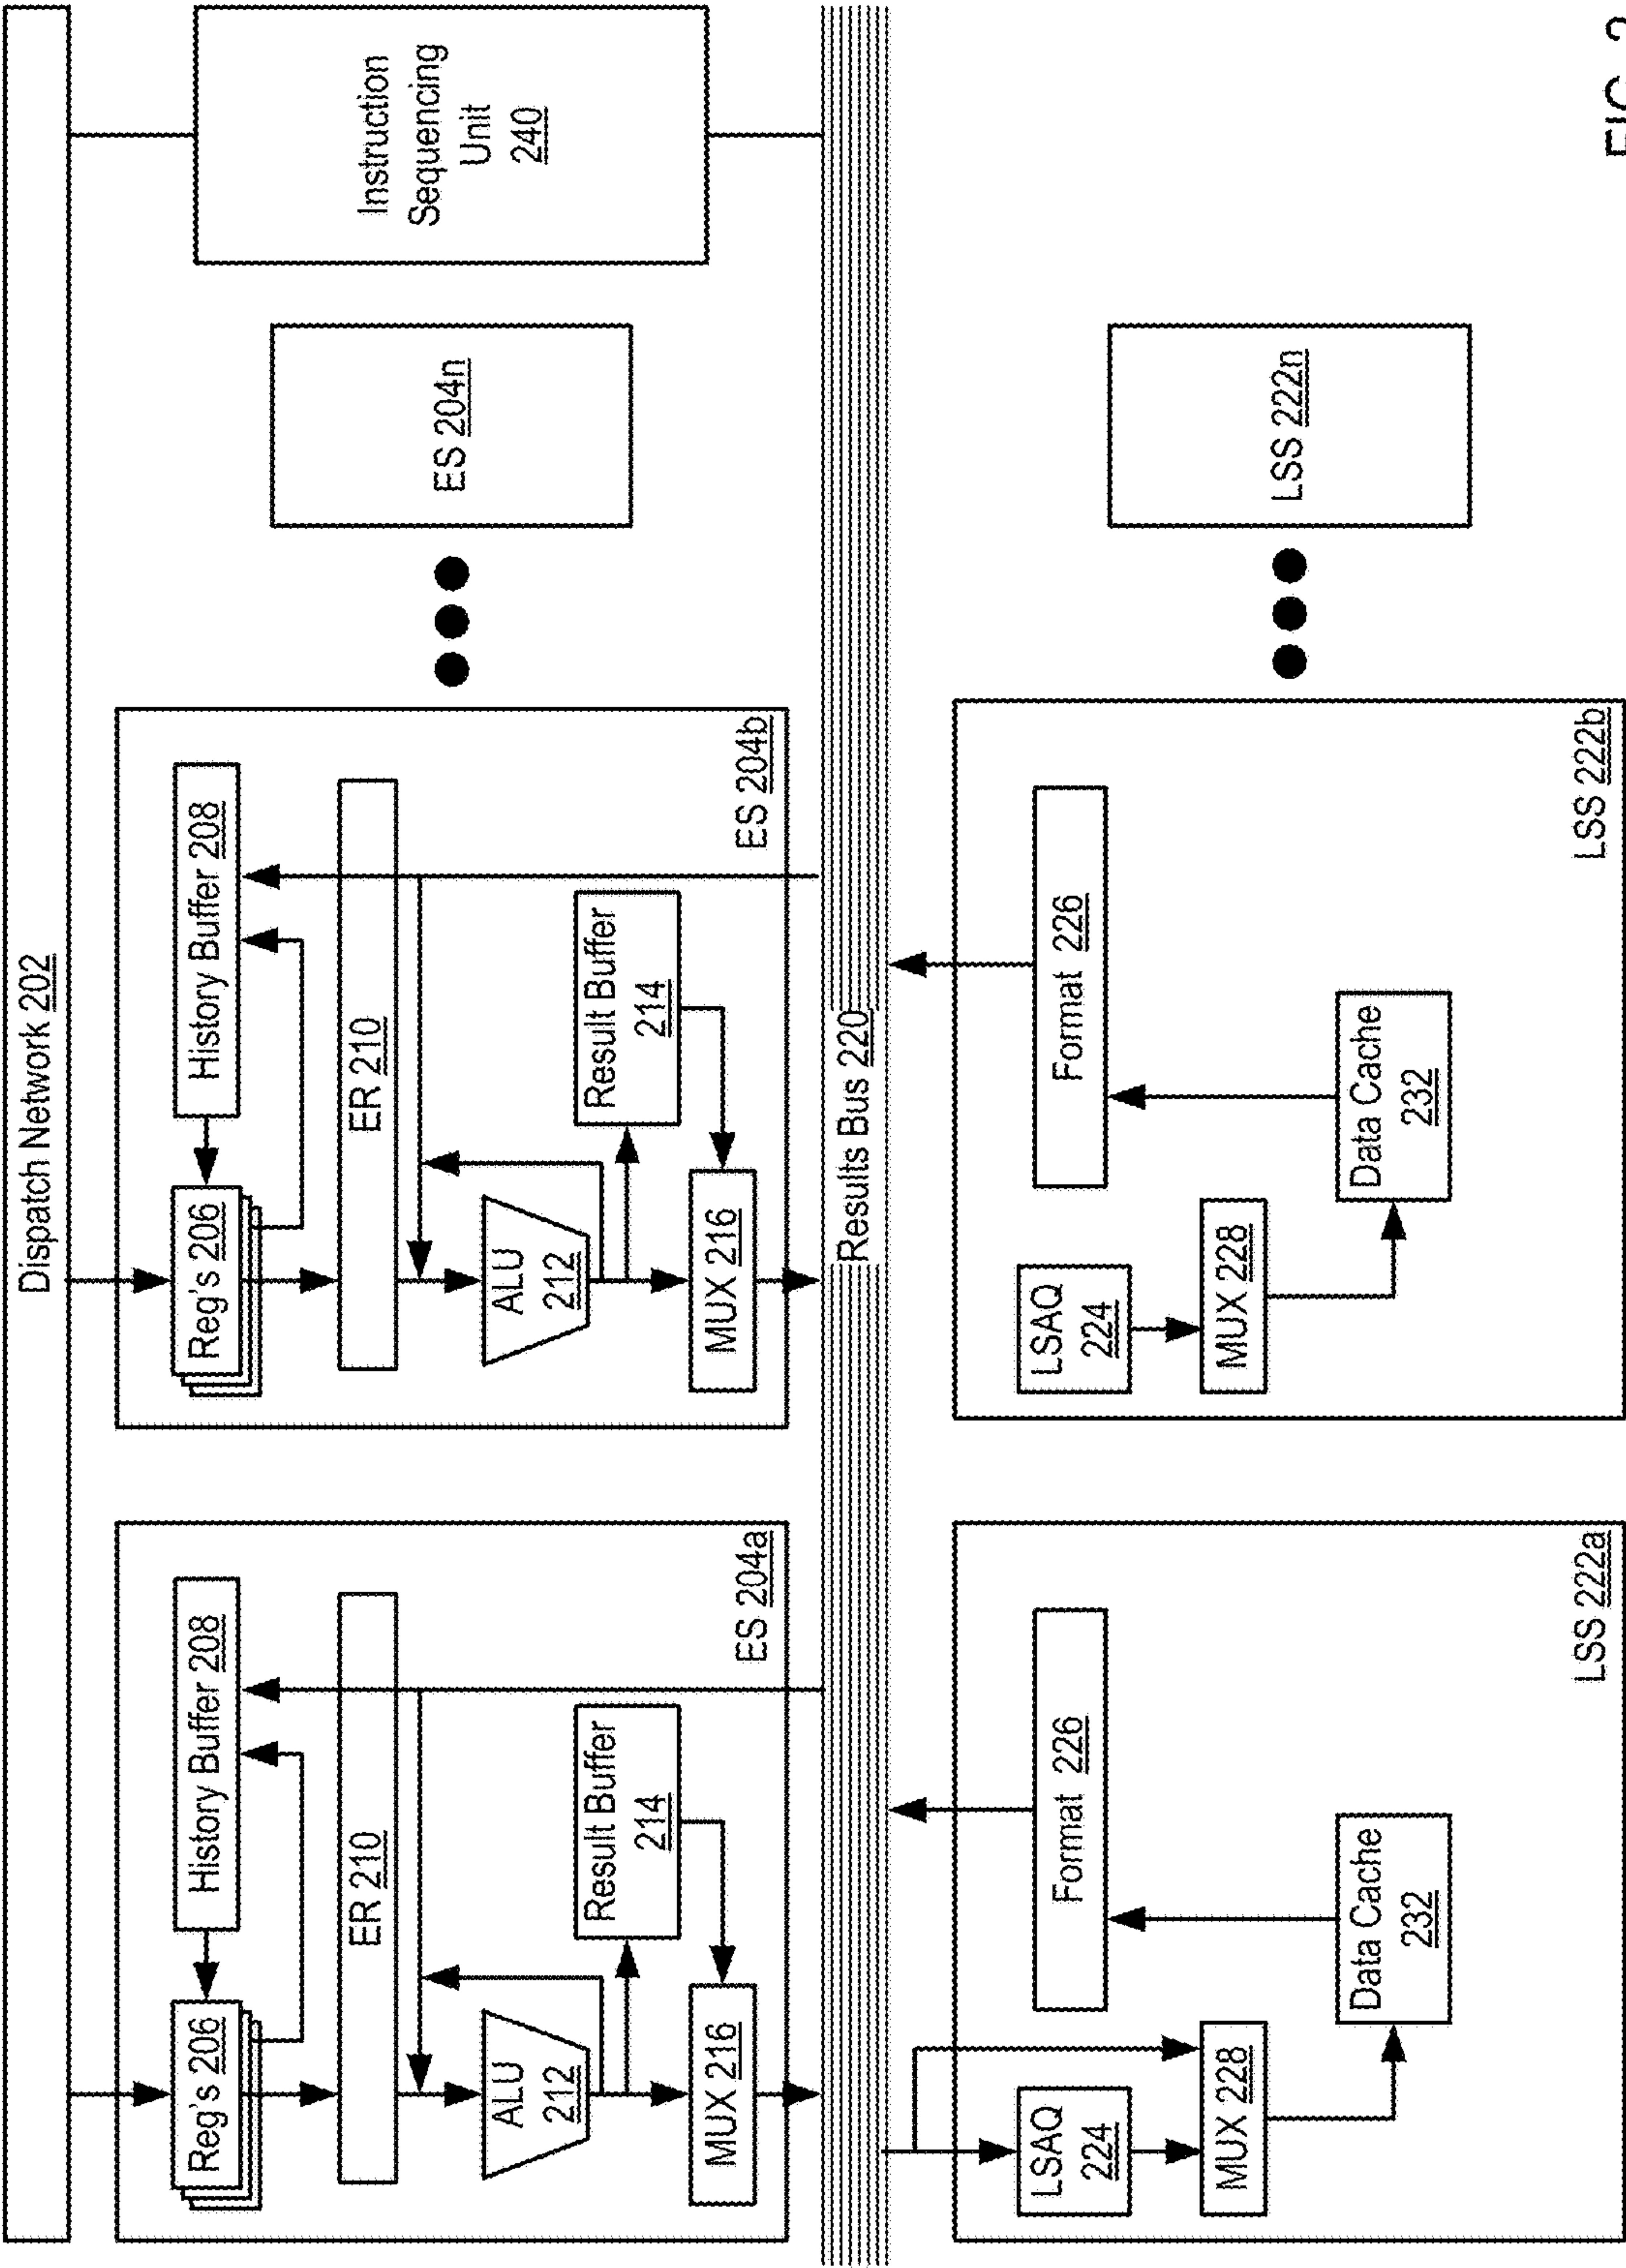 Dispatch Network 202
Reg's 206
History Buffer 208
ER 210
ALU
212
Result Buffer
214
MUX 216
ES 204a
Reg's 206
History Buffer 208
ER 210
ALU
212
Result Buffer
214
MUX 216
ES 204b
ES 204n
Instruction
Sequencing
Unit
240
Results Bus 220
LSAQ
224
MUX 228
Format 226
Data Cache
232
LSS 222a
LSAQ
224
MUX 228
Format 226
Data Cache
232
LSS 222b
LSS 222n